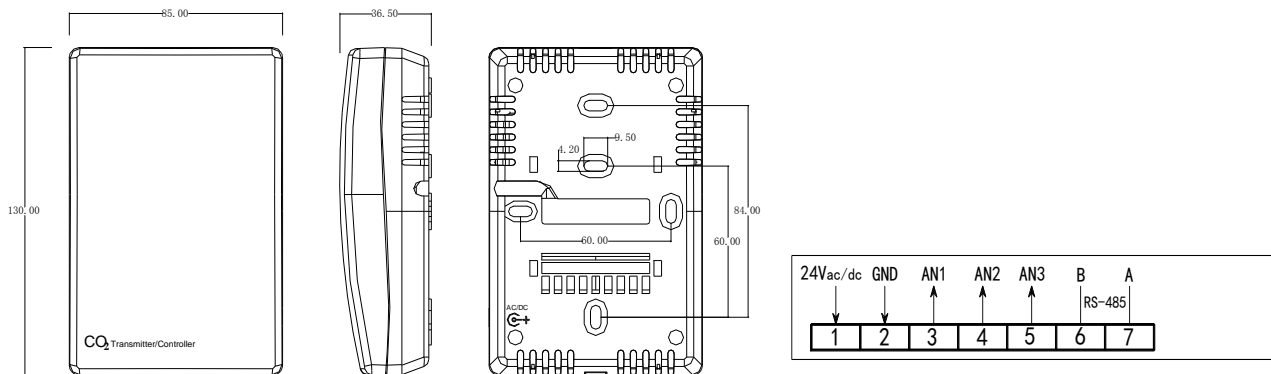 85.00
36.50
130.00
9.50
4.20
84.00
60.00
60.00
AC/DC
CO2 Transmitter/Controller
24Vac/dc GND AN1 AN2 AN3 B A
RS-485
1 2 3 4 5 6 7